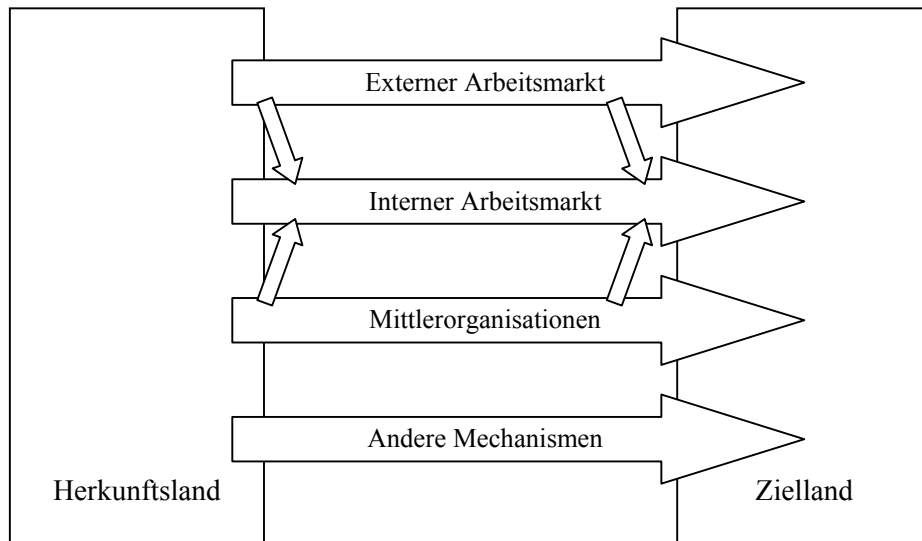 Externer Arbeitsmarkt
Interner Arbeitsmarkt
Mittlerorganisationen
Andere Mechanismen
Herkunftsland
Zielland